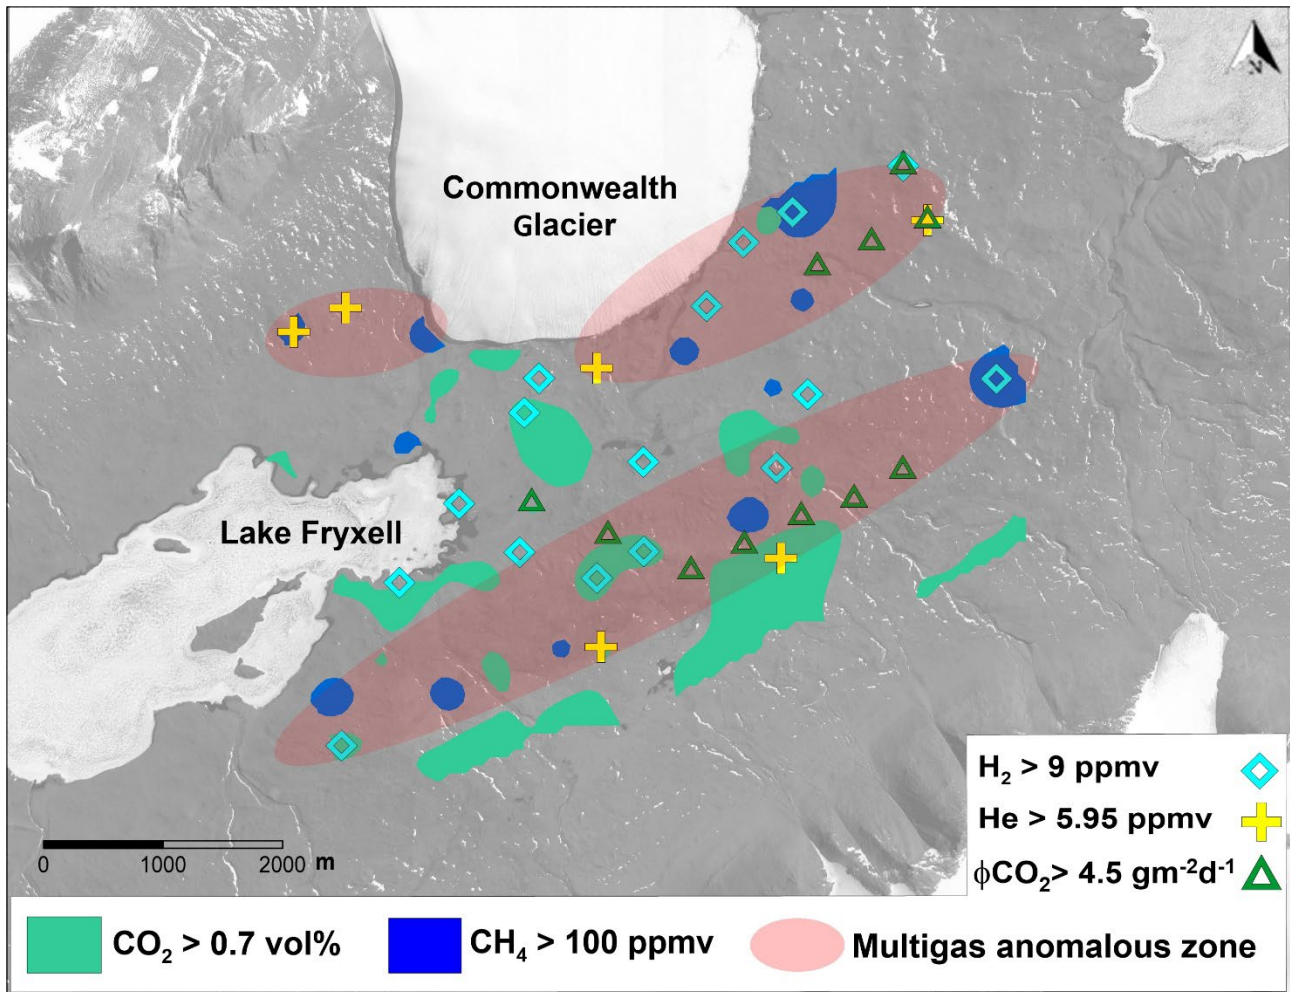 N
Commonwealth
Glacier
Lake Fryxell
0 1000 2000 m
H₂ > 9 ppmv
He > 5.95 ppmv
ϕCO₂> 4.5 gm⁻²d⁻¹
CO₂ > 0.7 vol%
CH₄ > 100 ppmv
Multigas anomalous zone